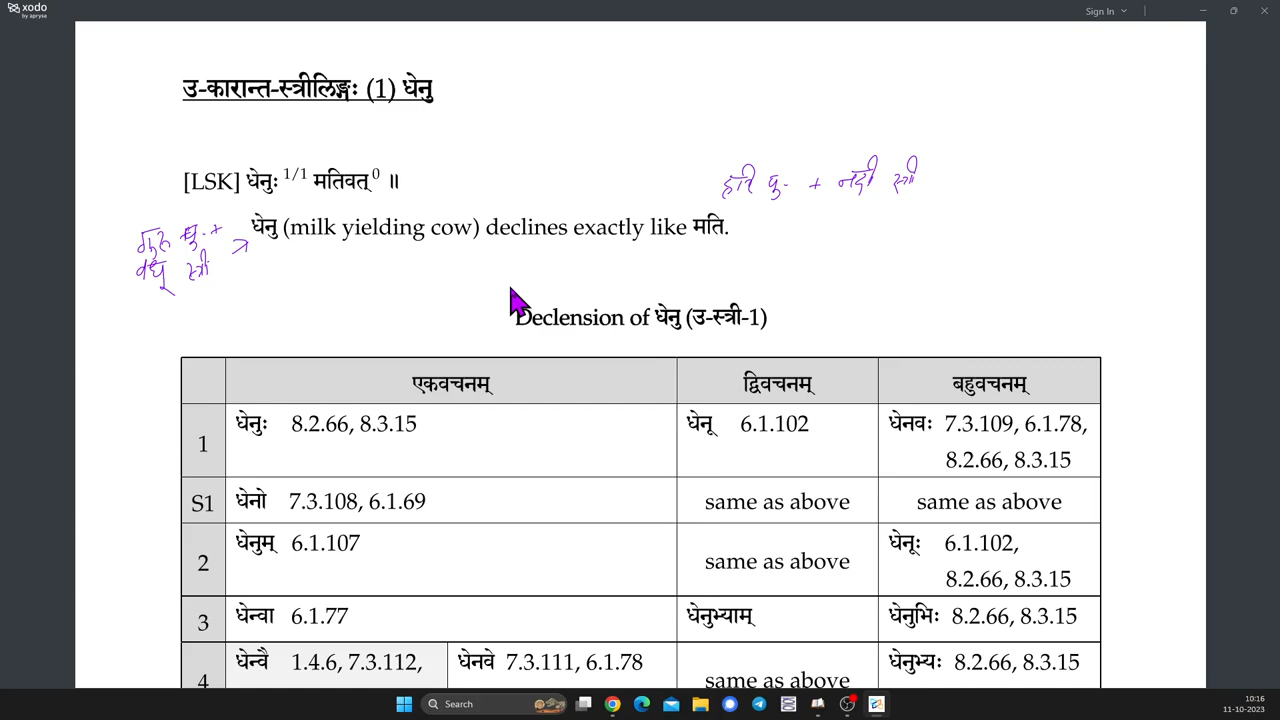 xodo
by apryse
Sign In
उ-कारान्त-स्त्रीलिङ्गः (1) धेनु
[LSK] धेनुः 1/1 मतिवत् 0 ॥
हरि पु. + नदी स्त्री
गुरु पु. +
वधू स्त्री
धेनु (milk yielding cow) declines exactly like मति.
Declension of धेनु (उ-स्त्री-1)
एकवचनम् द्विवचनम् बहुवचनम्
1 धेनुः 8.2.66, 8.3.15 धेनू 6.1.102 धेनवः 7.3.109, 6.1.78,
8.2.66, 8.3.15
S1 धेनो 7.3.108, 6.1.69 same as above same as above
2 धेनुम् 6.1.107 same as above धेनूः 6.1.102,
8.2.66, 8.3.15
3 धेन्वा 6.1.77 धेनुभ्याम् धेनुभिः 8.2.66, 8.3.15
4 धेन्वै 1.4.6, 7.3.112, धेनवे 7.3.111, 6.1.78 same as above धेनुभ्यः 8.2.66, 8.3.15
Search
10:16
11-10-2023